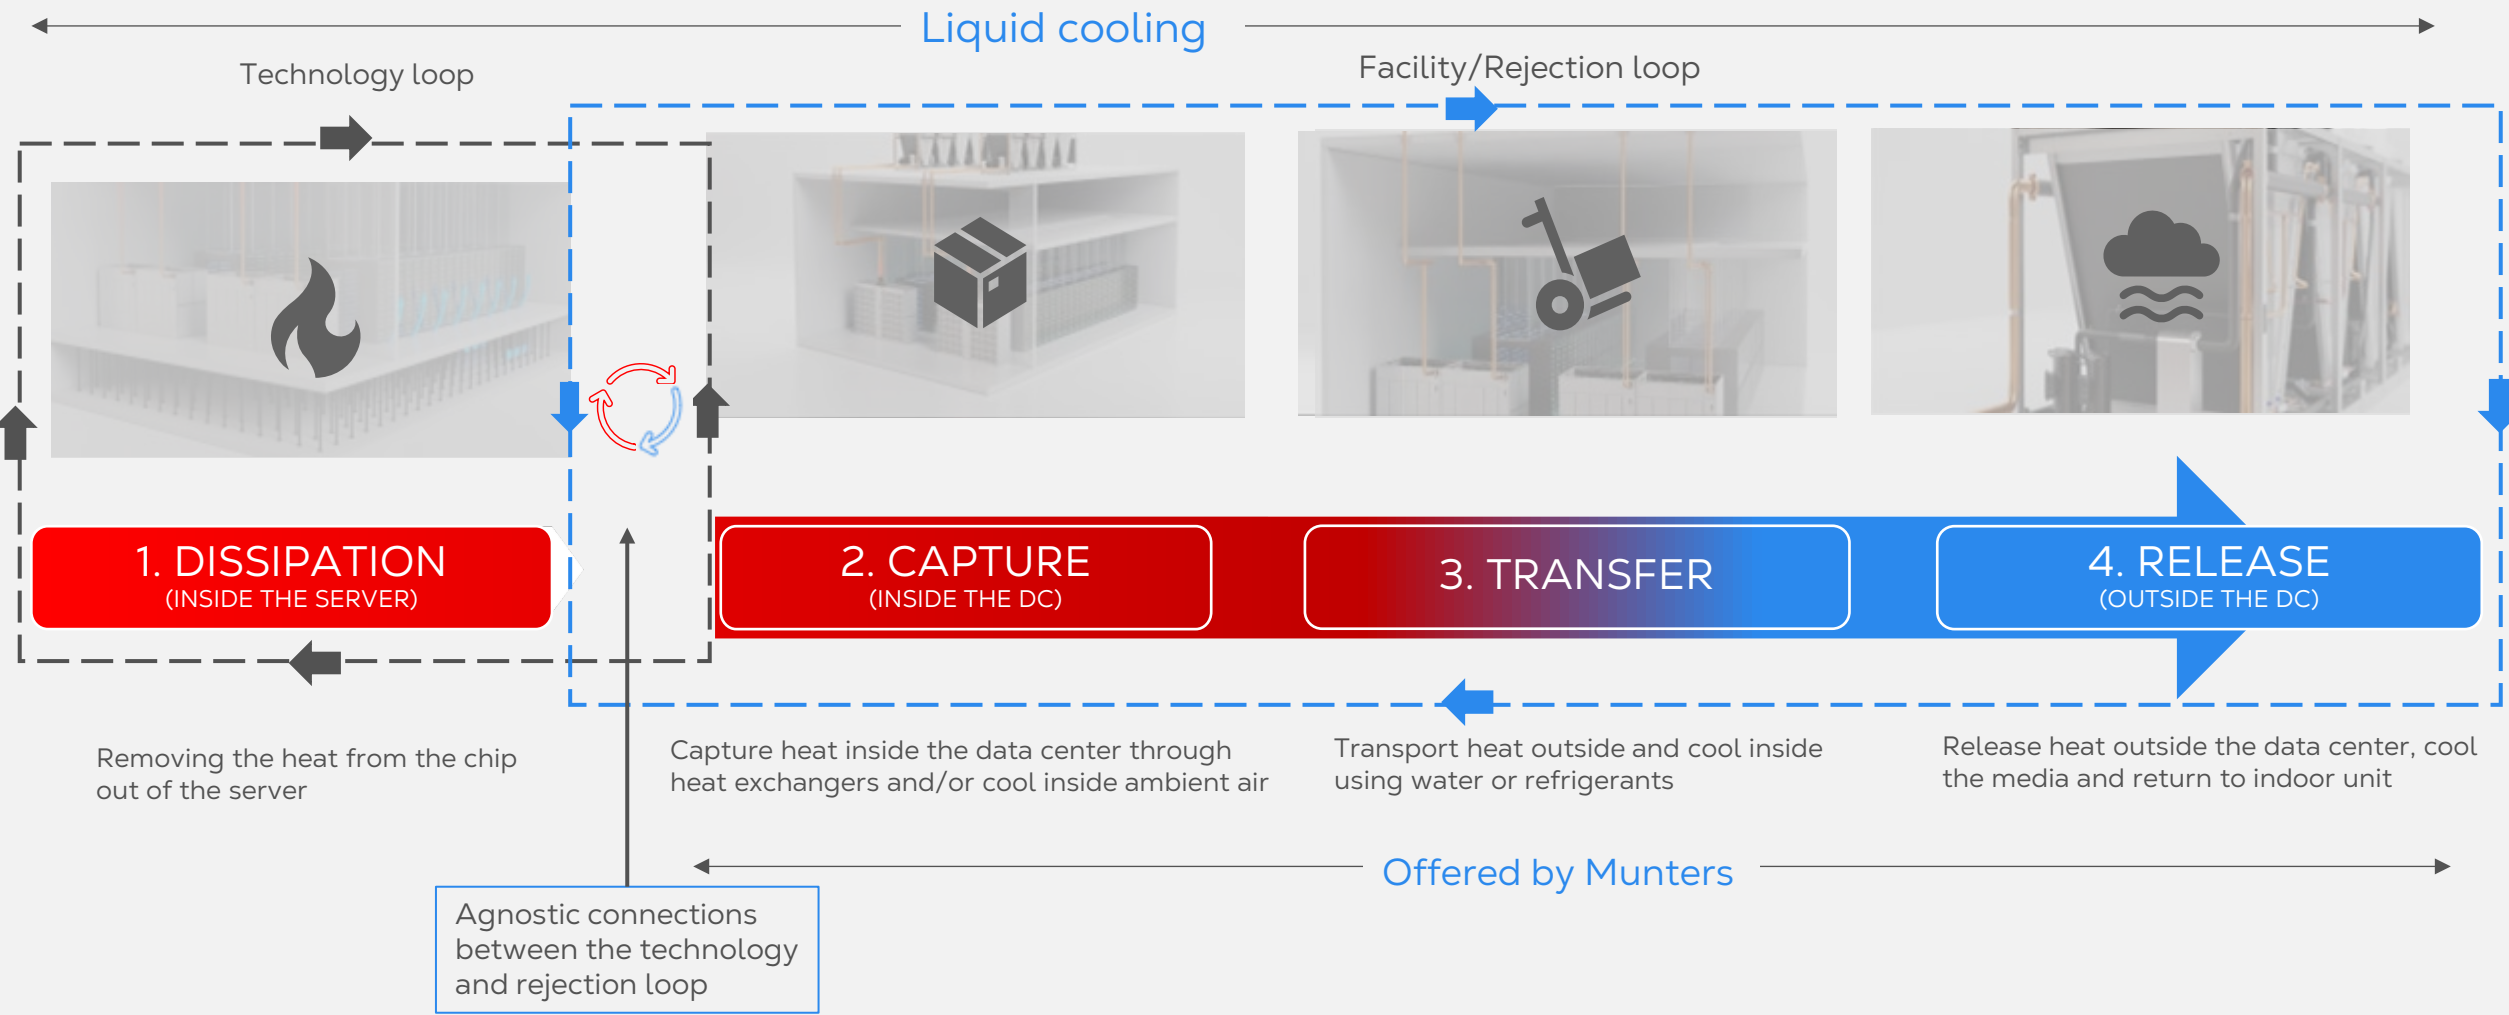 Liquid cooling
Technology loop
Facility/Rejection loop
1. DISSIPATION
(INSIDE THE SERVER)
2. CAPTURE
(INSIDE THE DC)
3. TRANSFER
4. RELEASE
(OUTSIDE THE DC)
Removing the heat from the chip
out of the server
Capture heat inside the data center through
heat exchangers and/or cool inside ambient air
Transport heat outside and cool inside
using water or refrigerants
Release heat outside the data center, cool
the media and return to indoor unit
Offered by Munters
Agnostic connections
between the technology
and rejection loop